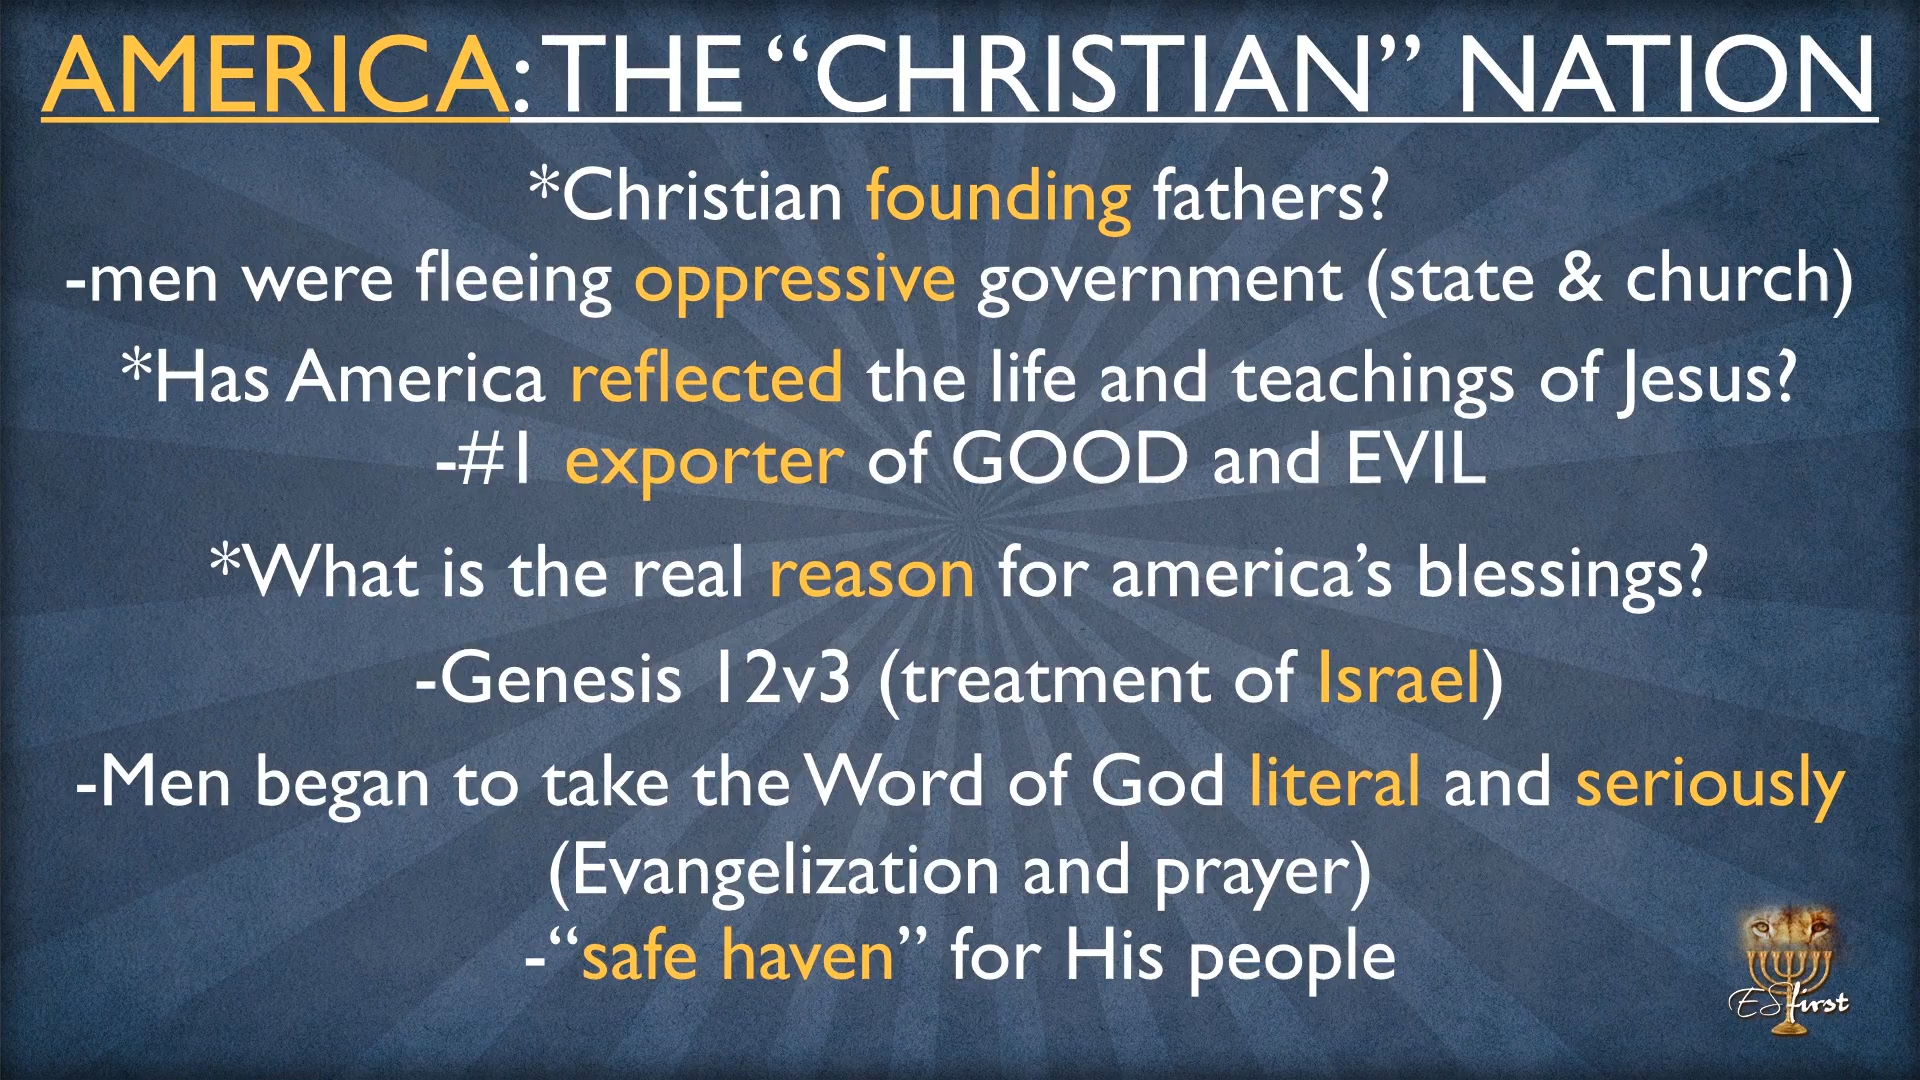 AMERICA: THE “CHRISTIAN” NATION
*Christian founding fathers?
-men were fleeing oppressive government (state & church)
*Has America reflected the life and teachings of Jesus?
-#1 exporter of GOOD and EVIL
*What is the real reason for america’s blessings?
-Genesis 12v3 (treatment of Israel)
-Men began to take the Word of God literal and seriously
(Evangelization and prayer)
-“safe haven” for His people
ESfirst